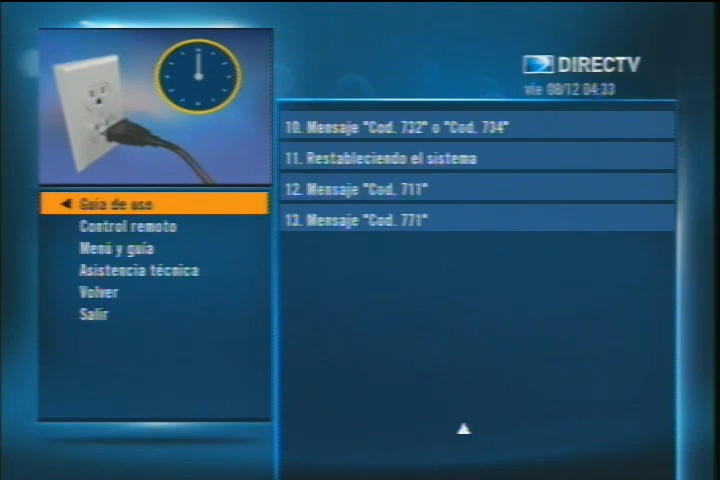 DIRECTV
vie 08/12 04:33
Guía de uso
Control remoto
Menú y guía
Asistencia técnica
Volver
Salir
10. Mensaje "Cod. 732" o "Cod. 734"
11. Restableciendo el sistema
12. Mensaje "Cod. 711"
13. Mensaje "Cod. 771"